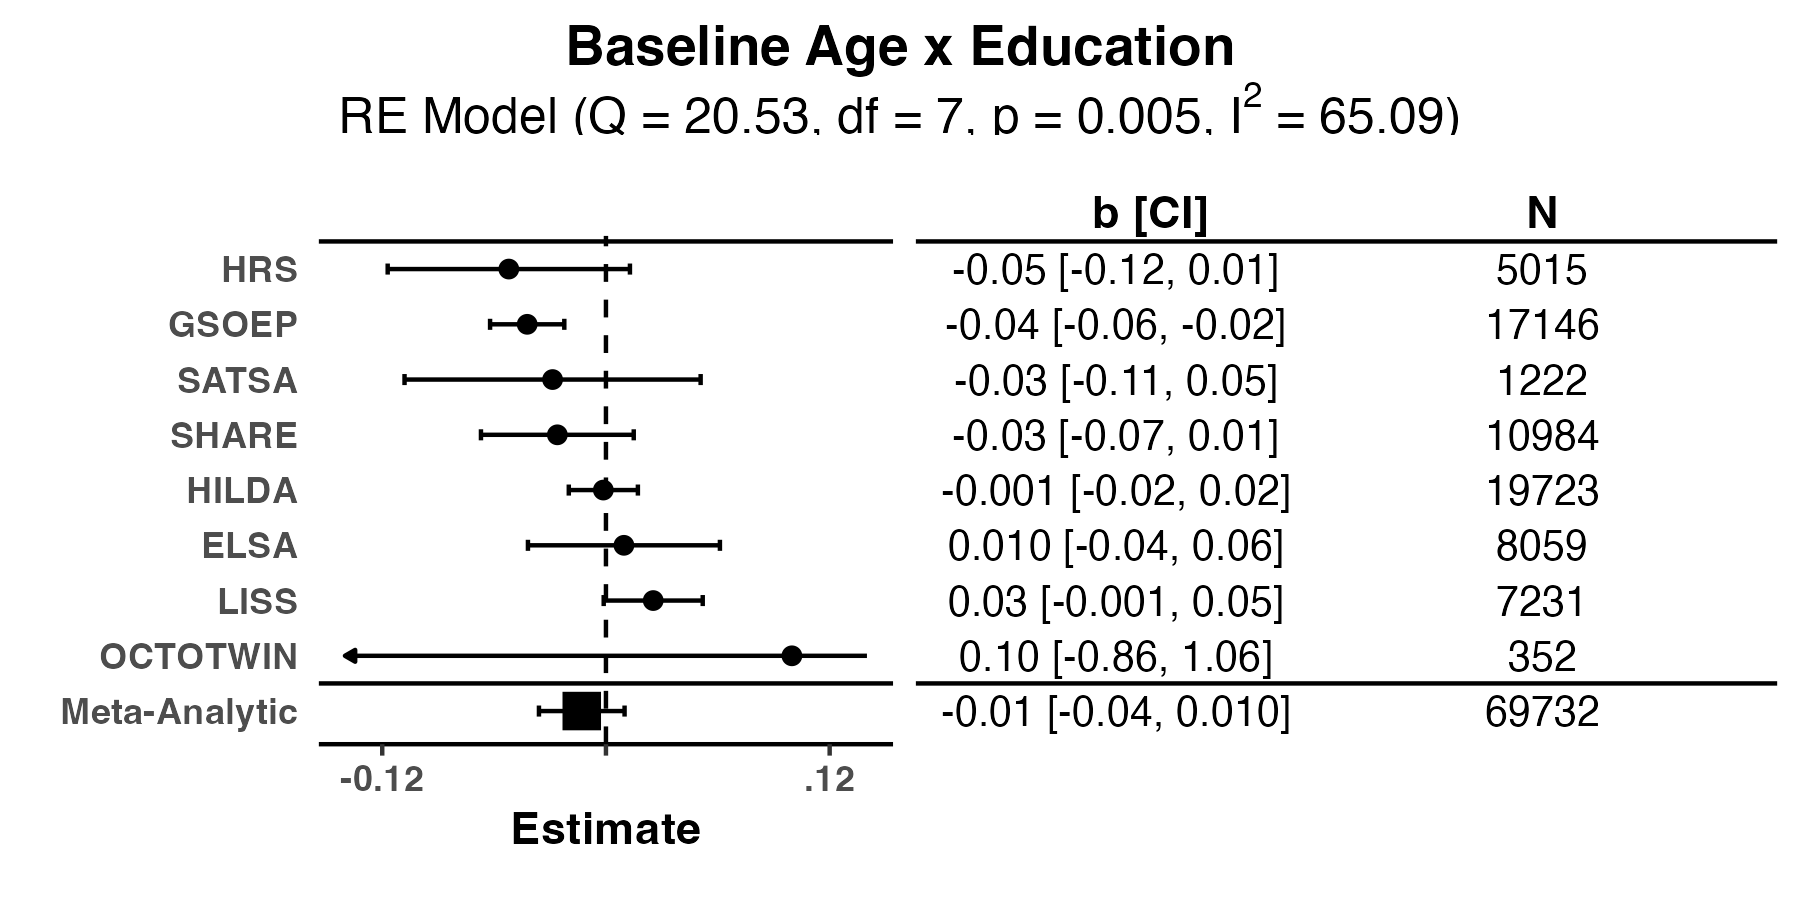 Baseline Age x Education
RE Model (Q = 20.53, df = 7, p = 0.005, I² = 65.09)
b [CI] N
HRS -0.05 [-0.12, 0.01] 5015
GSOEP -0.04 [-0.06, -0.02] 17146
SATSA -0.03 [-0.11, 0.05] 1222
SHARE -0.03 [-0.07, 0.01] 10984
HILDA -0.001 [-0.02, 0.02] 19723
ELSA 0.010 [-0.04, 0.06] 8059
LISS 0.03 [-0.001, 0.05] 7231
OCTOTWIN 0.10 [-0.86, 1.06] 352
Meta-Analytic -0.01 [-0.04, 0.010] 69732
-0.12 .12
Estimate